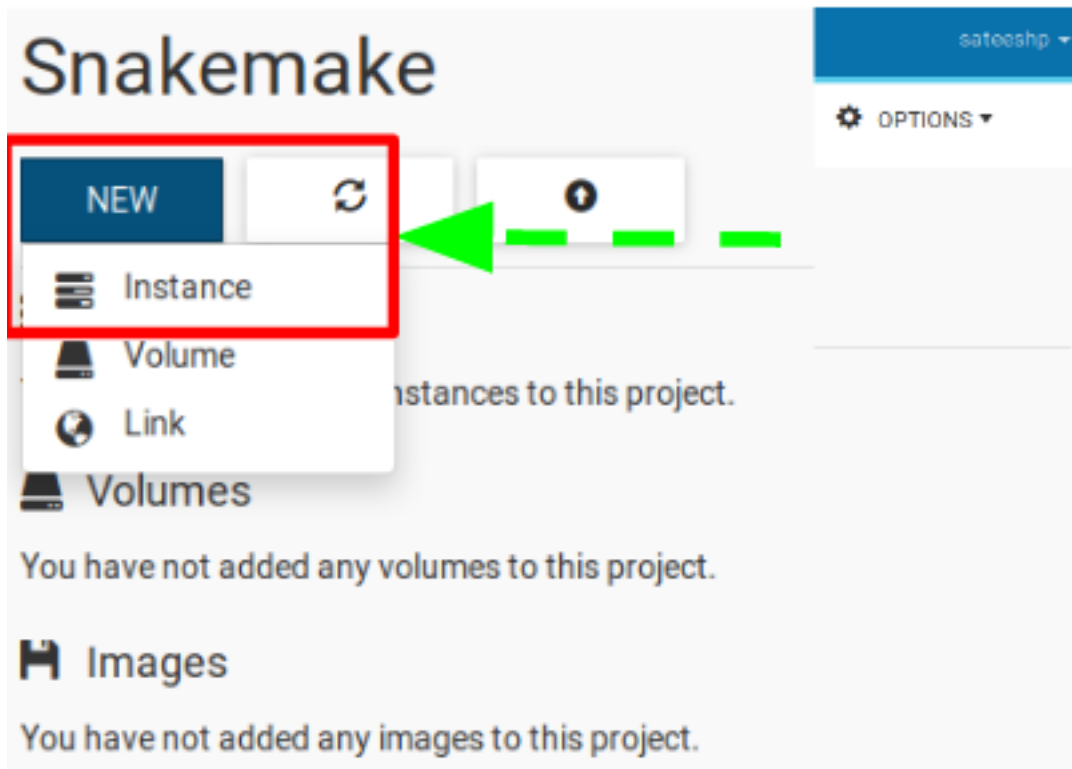 Snakemake
sateeshp
OPTIONS
NEW
Instance
Volume
Link
nstances to this project.
Volumes
You have not added any volumes to this project.
Images
You have not added any images to this project.